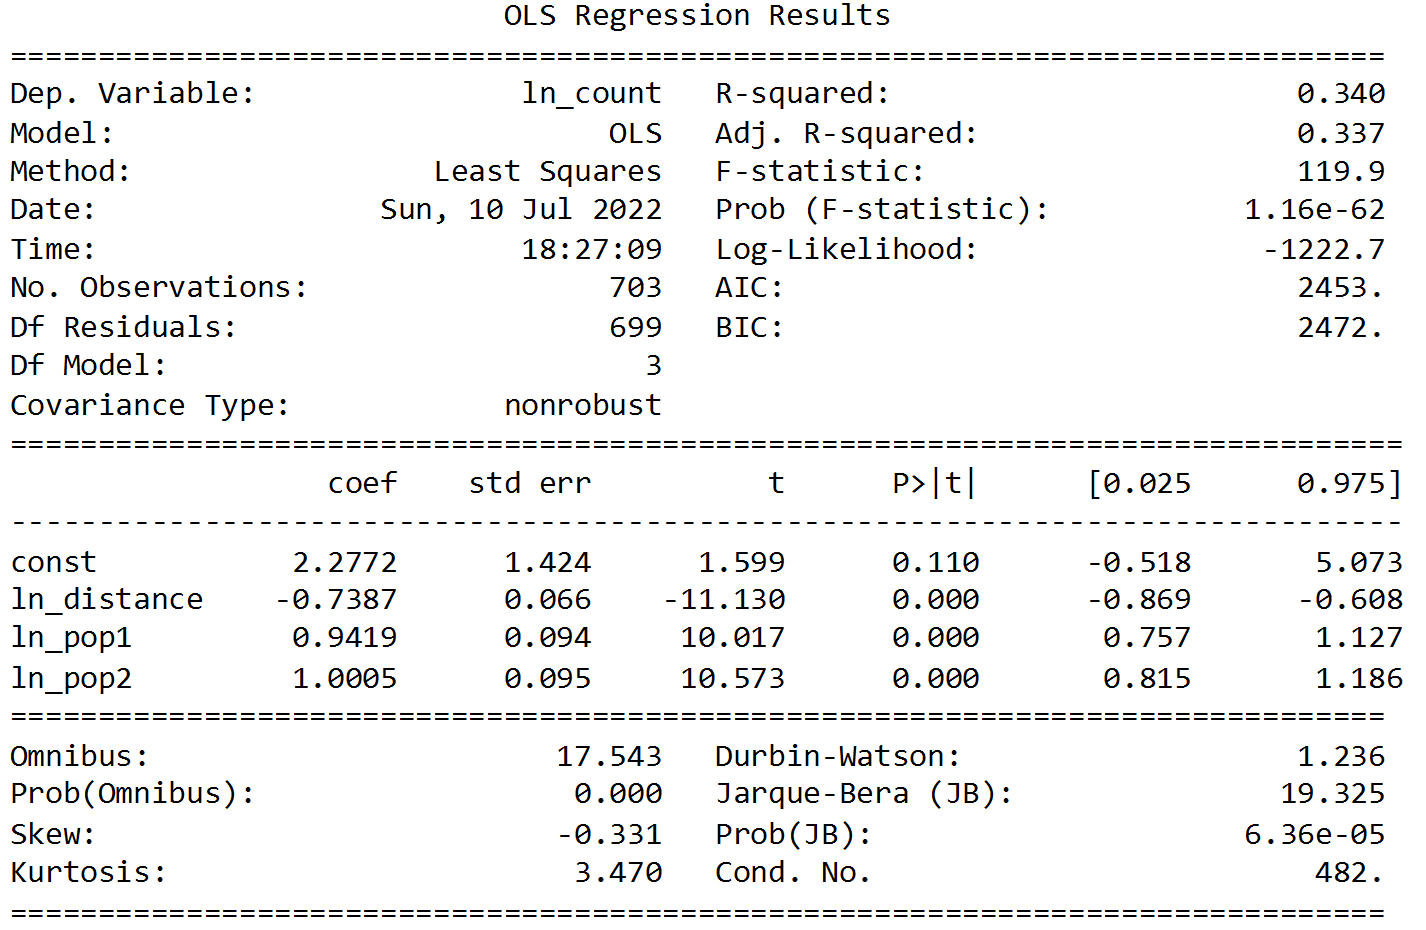 OLS Regression Results
==============================================================================
Dep. Variable:               ln_count   R-squared:                       0.340
Model:                            OLS   Adj. R-squared:                  0.337
Method:                 Least Squares   F-statistic:                     119.9
Date:                Sun, 10 Jul 2022   Prob (F-statistic):           1.16e-62
Time:                        18:27:09   Log-Likelihood:                -1222.7
No. Observations:                 703   AIC:                             2453.
Df Residuals:                     699   BIC:                             2472.
Df Model:                           3
Covariance Type:            nonrobust
===============================================================================
                  coef    std err          t      P>|t|      [0.025      0.975]
-------------------------------------------------------------------------------
const           2.2772      1.424      1.599      0.110      -0.518       5.073
ln_distance    -0.7387      0.066    -11.130      0.000      -0.869      -0.608
ln_pop1         0.9419      0.094     10.017      0.000       0.757       1.127
ln_pop2         1.0005      0.095     10.573      0.000       0.815       1.186
==============================================================================
Omnibus:                       17.543   Durbin-Watson:                   1.236
Prob(Omnibus):                  0.000   Jarque-Bera (JB):               19.325
Skew:                          -0.331   Prob(JB):                     6.36e-05
Kurtosis:                       3.470   Cond. No.                         482.
==============================================================================